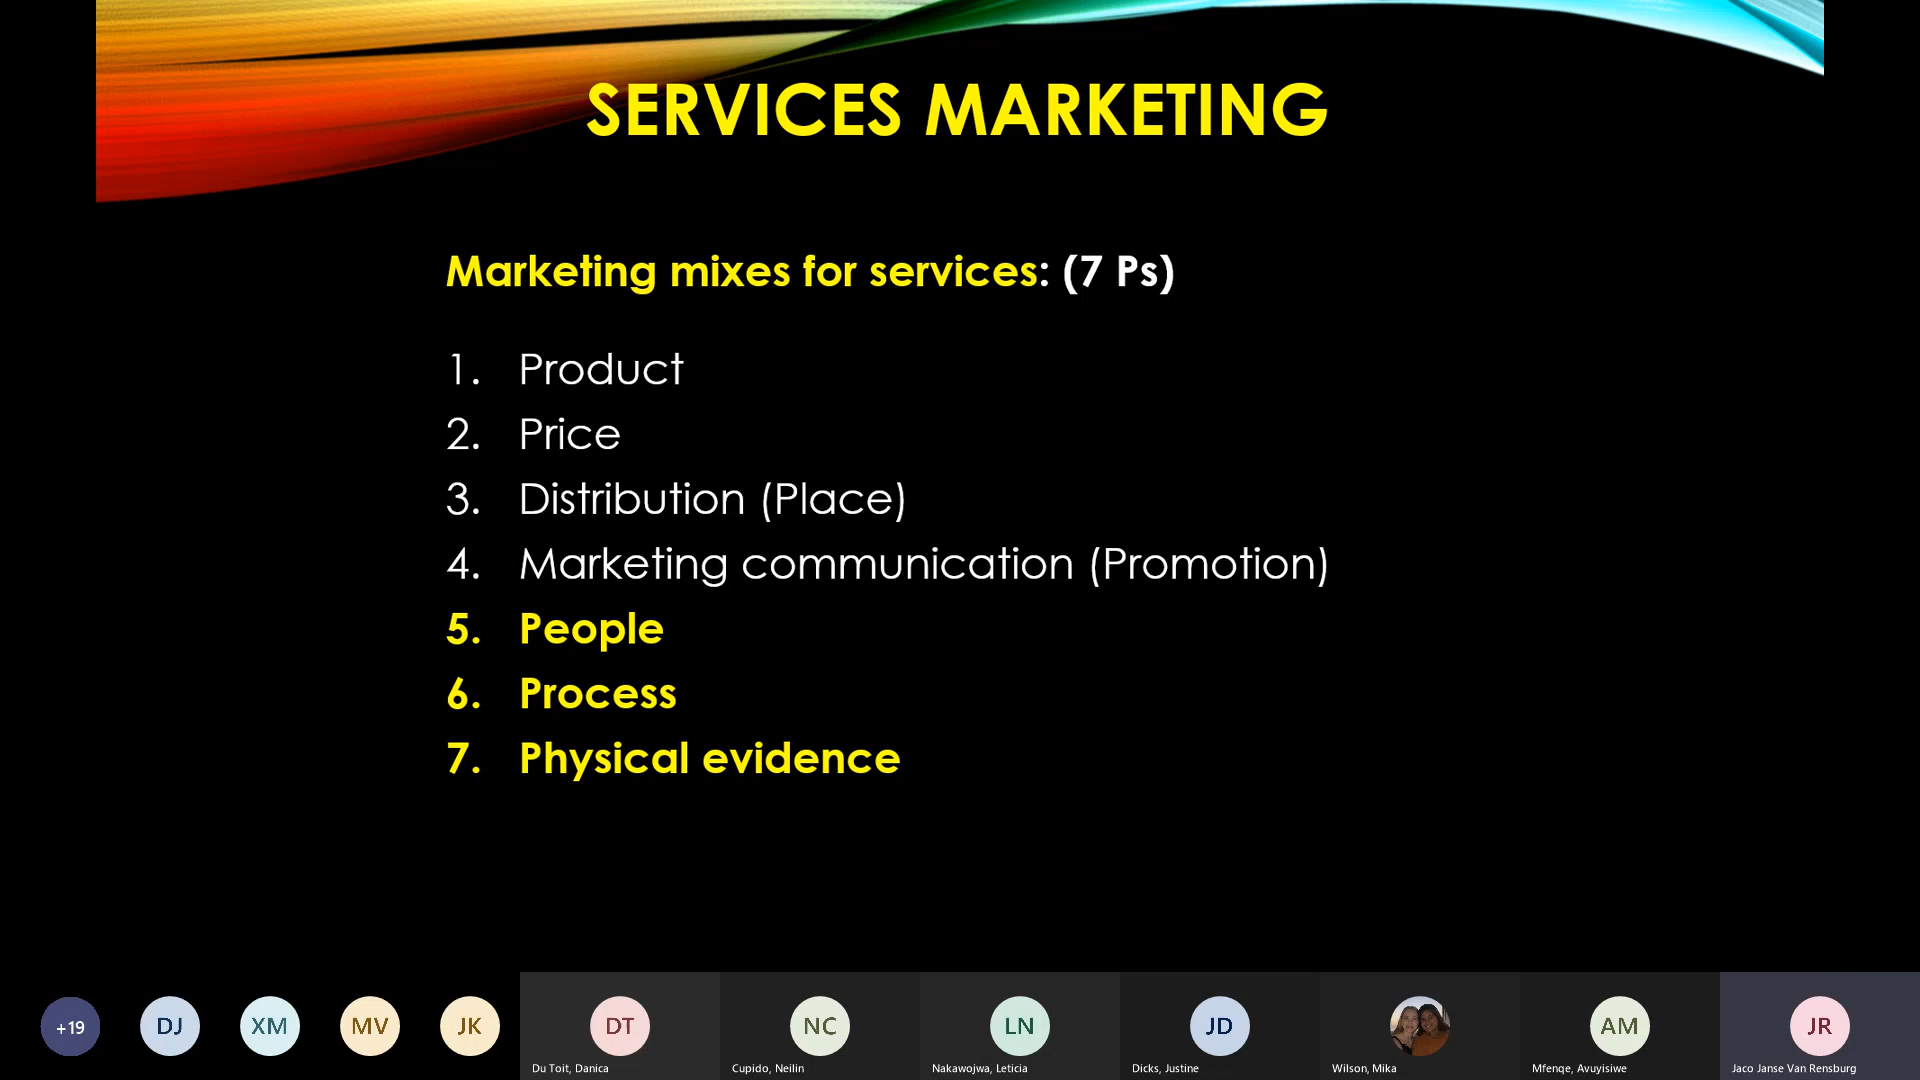 SERVICES MARKETING
Marketing mixes for services: (7 Ps)
1. Product
2. Price
3. Distribution (Place)
4. Marketing communication (Promotion)
5. People
6. Process
7. Physical evidence
+19
DJ
XM
MV
JK
DT
NC
LN
JD
AM
JR
Du Toit, Danica
Cupido, Neilin
Nakawojwa, Leticia
Dicks, Justine
Wilson, Mika
Mfenqe, Avuyisiwe
Jaco Janse Van Rensburg